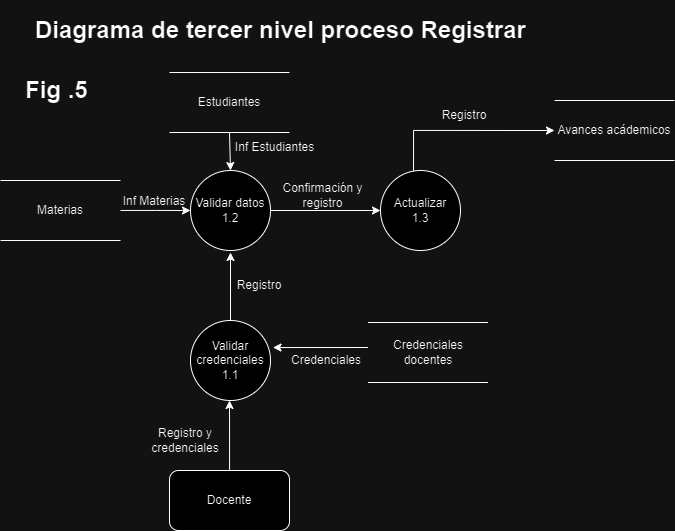 Diagrama de tercer nivel proceso Registrar
Fig .5
Estudiantes
Registro
Avances acádemicos
Inf Estudiantes
Materias
Inf Materias
Validar datos
1.2
Confirmación y
registro
Actualizar
1.3
Registro
Validar
credenciales
1.1
Credenciales
Credenciales
docentes
Registro y
credenciales
Docente